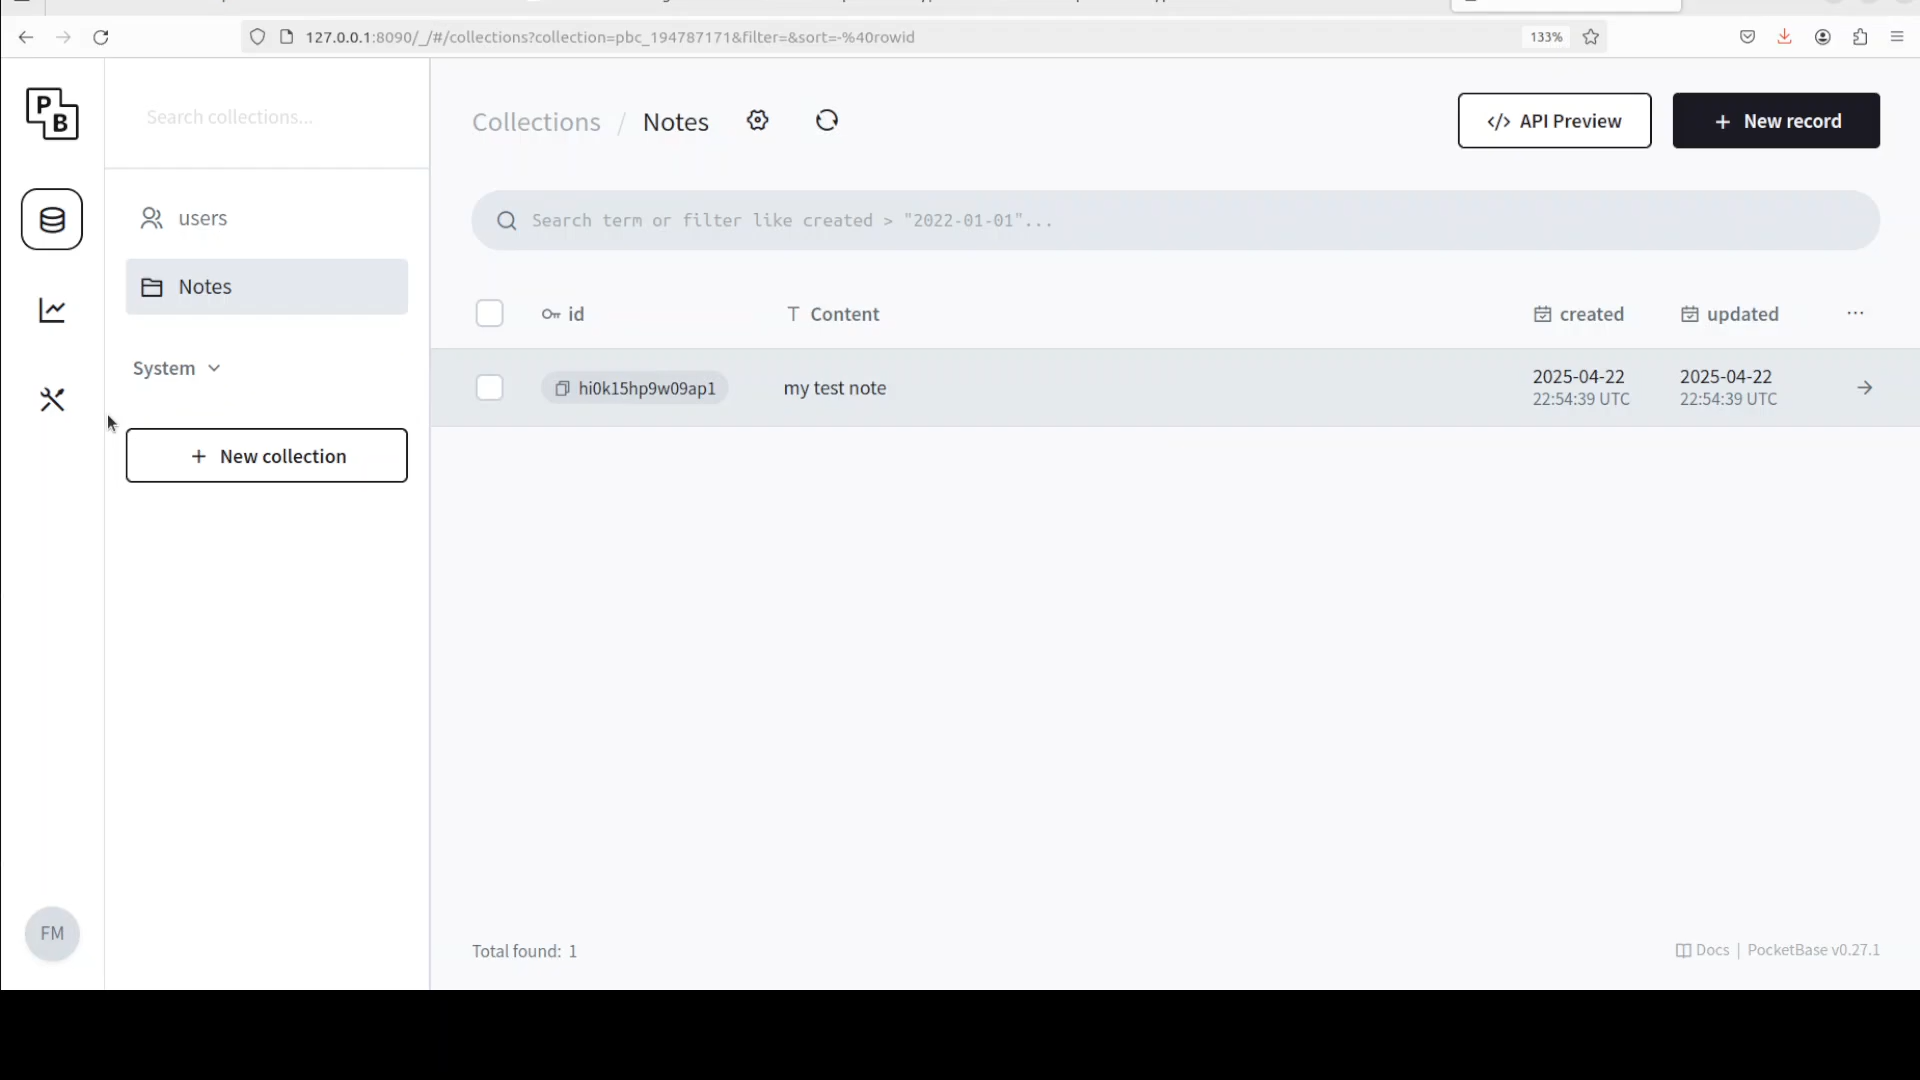 127.0.0.1:8090/_/#/collections?collection=pbc_194787171&filter=&sort=-%40rowid
133%
P
B
Search collections...
users
Notes
System
+ New collection
FM
Collections / Notes
</> API Preview
+ New record
Search term or filter like created > "2022-01-01"...
id
T Content
created
updated
...
hi0k15hp9w09ap1
my test note
2025-04-22
22:54:39 UTC
2025-04-22
22:54:39 UTC
Total found: 1
Docs | PocketBase v0.27.1